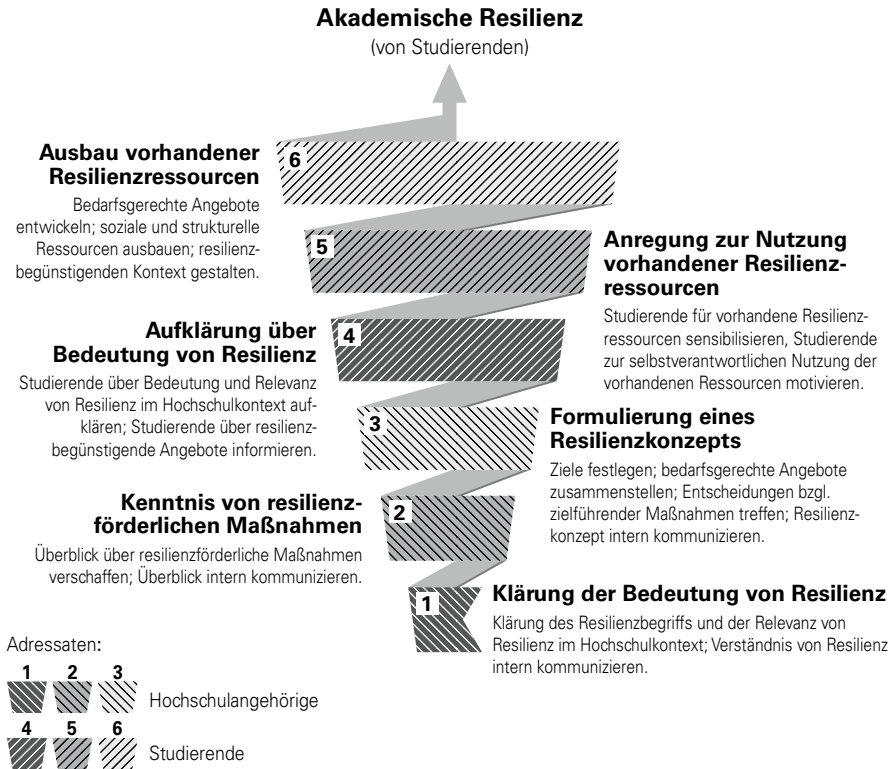 Akademische Resilienz
(von Studierenden)
6
Ausbau vorhandener
Resilienzressourcen
Bedarfsgerechte Angebote
entwickeln; soziale und strukturelle
Ressourcen ausbauen; resilienz-
begünstigenden Kontext gestalten.
5
Anregung zur Nutzung
vorhandener Resilienz-
ressourcen
Studierende für vorhandene Resilienz-
ressourcen sensibilisieren, Studierende
zur selbstverantwortlichen Nutzung der
vorhandenen Ressourcen motivieren.
4
Aufklärung über
Bedeutung von Resilienz
Studierende über Bedeutung und Relevanz
von Resilienz im Hochschulkontext auf-
klären; Studierende über resilienz-
begünstigende Angebote informieren.
3
Formulierung eines
Resilienzkonzepts
Ziele festlegen; bedarfsgerechte Angebote
zusammenstellen; Entscheidungen bzgl.
zielführender Maßnahmen treffen; Resilienz-
konzept intern kommunizieren.
2
Kenntnis von resilienz-
förderlichen Maßnahmen
Überblick über resilienzförderliche Maßnahmen
verschaffen; Überblick intern kommunizieren.
1
Klärung der Bedeutung von Resilienz
Klärung des Resilienzbegriffs und der Relevanz von
Resilienz im Hochschulkontext; Verständnis von Resilienz
intern kommunizieren.
Adressaten:
1 2 3
Hochschulangehörige
4 5 6
Studierende